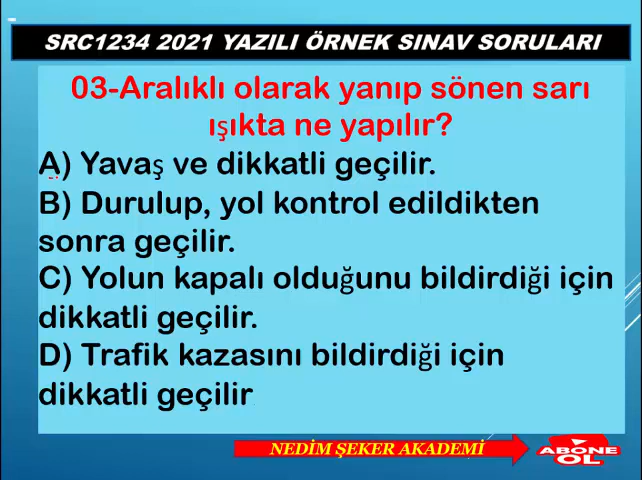 SRC1234 2021 YAZILI ÖRNEK SINAV SORULARI
03-Aralıklı olarak yanıp sönen sarı
ışıkta ne yapılır?
A) Yavaş ve dikkatli geçilir.
B) Durulup, yol kontrol edildikten
sonra geçilir.
C) Yolun kapalı olduğunu bildirdiği için
dikkatli geçilir.
D) Trafik kazasını bildirdiği için
dikkatli geçilir
NEDİM ŞEKER AKADEMİ
ABONE
OL